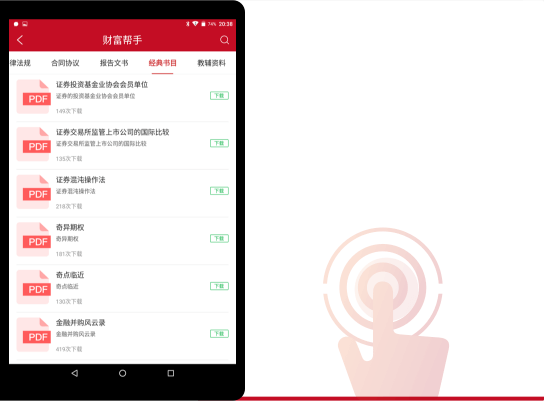 74% 20:38
财富帮手
律法规 合同协议 报告文书 经典书目 教辅资料
PDF
证券投资基金业协会会员单位
证券的投资基金业协会会员单位
149次下载
下载
PDF
证券交易所监管上市公司的国际比较
证券交易所监管上市公司的国际比较
135次下载
下载
PDF
证券混沌操作法
证券混沌操作法
218次下载
下载
PDF
奇异期权
奇异期权
181次下载
下载
PDF
奇点临近
奇点临近
130次下载
下载
PDF
金融并购风云录
金融并购风云录
419次下载
下载